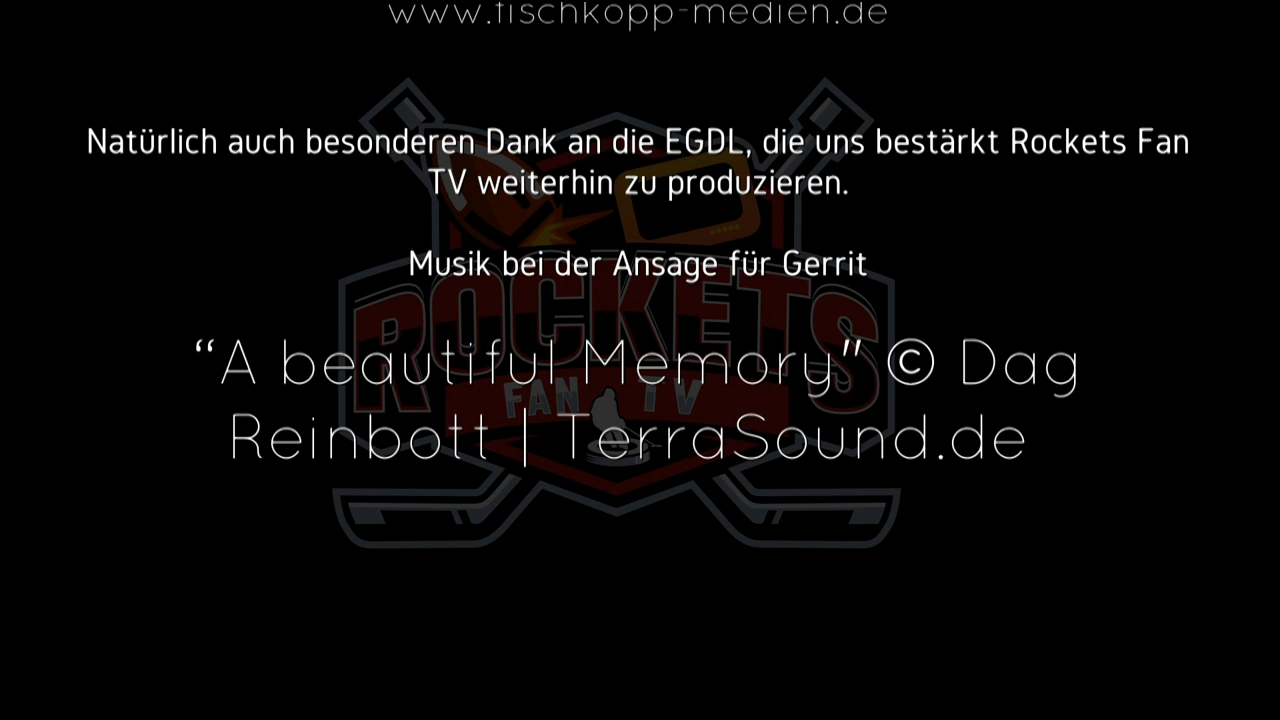 www.fischkopp-medien.de
Natürlich auch besonderen Dank an die EGDL, die uns bestärkt Rockets Fan
TV weiterhin zu produzieren.
Musik bei der Ansage für Gerrit
“A beautiful Memory” © Dag
Reinbott | TerraSound.de
ROCKETS
FAN TV